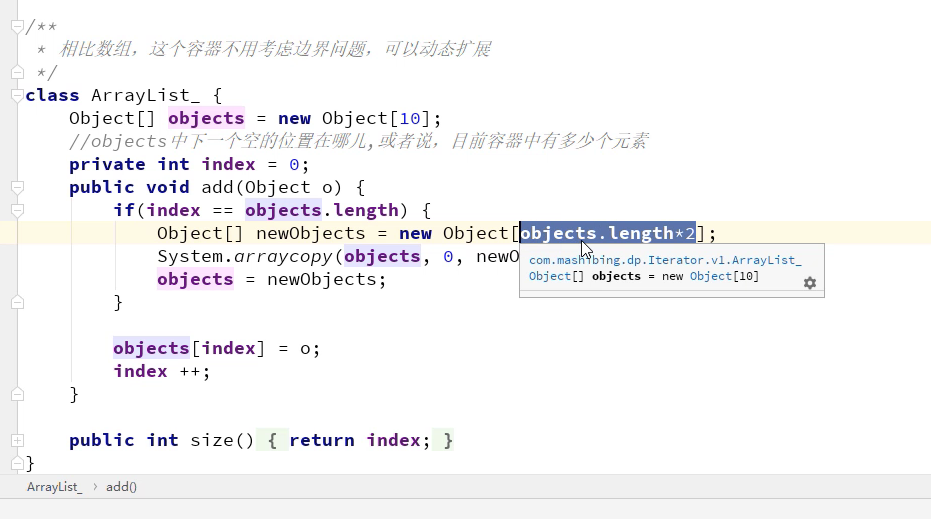 /**
 * 相比数组，这个容器不用考虑边界问题，可以动态扩展
 */
class ArrayList_ {
    Object[] objects = new Object[10];
    //objects中下一个空的位置在哪儿,或者说，目前容器中有多少个元素
    private int index = 0;
    public void add(Object o) {
        if(index == objects.length) {
            Object[] newObjects = new Object[objects.length*2];
            System.arraycopy(objects, 0, newO
com.mashibing.dp.Iterator.v1.ArrayList_
Object[] objects = new Object[10]
            objects = newObjects;
        }
        objects[index] = o;
        index ++;
    }
    public int size() { return index; }
}
ArrayList_ › add()